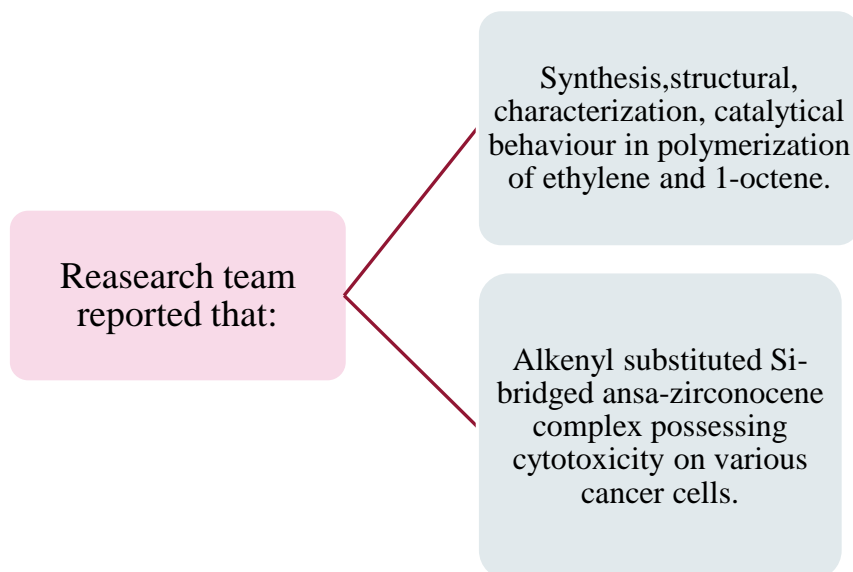 Reasearch team
reported that:
Synthesis,structural,
characterization, catalytical
behaviour in polymerization
of ethylene and 1-octene.
Alkenyl substituted Si-
bridged ansa-zirconocene
complex possessing
cytotoxicity on various
cancer cells.